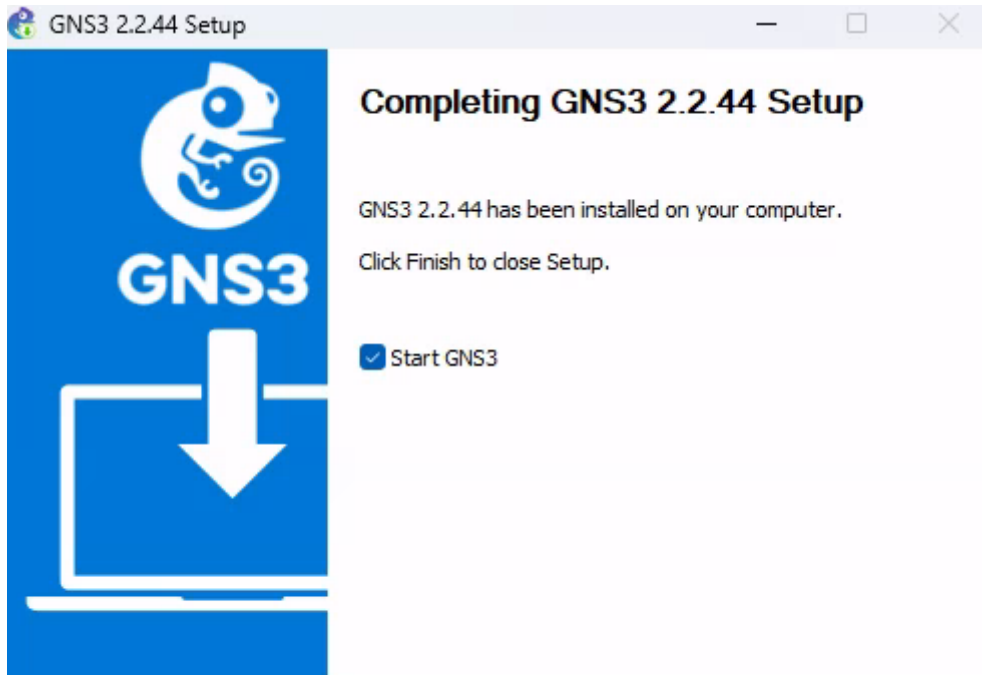 GNS3 2.2.44 Setup
Completing GNS3 2.2.44 Setup
GNS3
GNS3 2.2.44 has been installed on your computer.
Click Finish to close Setup.
Start GNS3